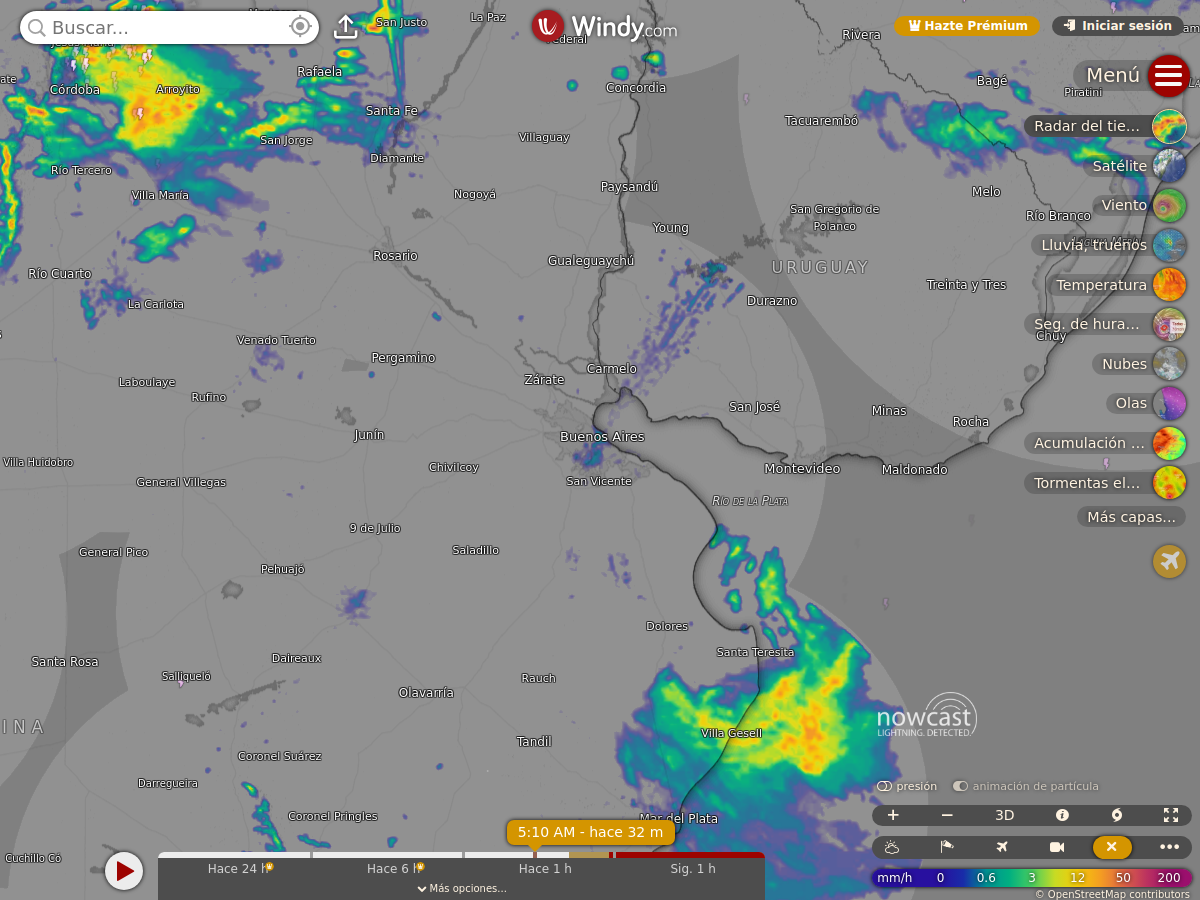 Buscar...
Windy.com
Hazte Prémium
Iniciar sesión
San Justo
La Paz
Federal
Rivera
Menú
Rafaela
Concordia
Bagé
Córdoba
Arroyito
Piratini
Santa Fe
Tacuarembó
Radar del tie...
San Jorge
Villaguay
Diamante
Satélite
Río Tercero
Villa María
Nogoyá
Paysandú
Melo
Viento
San Gregorio de
Polanco
Río Branco
Young
Lluvia, truenos
Rosario
Gualeguaychú
URUGUAY
Río Cuarto
Treinta y Tres
Temperatura
La Carlota
Durazno
Seg. de hura...
Chuy
Venado Tuerto
Pergamino
Carmelo
Nubes
Laboulaye
Zárate
Rufino
San José
Minas
Olas
Rocha
Junín
Buenos Aires
Acumulación ...
Villa Huidobro
Chivilcoy
Montevideo
Maldonado
General Villegas
San Vicente
Tormentas el...
Río de la Plata
Más capas...
9 de Julio
General Pico
Saladillo
Pehuajó
Dolores
Santa Rosa
Daireaux
Santa Teresita
Salliqueló
Rauch
Olavarría
INA
nowcast
LIGHTNING. DETECTED.
Villa Gesell
Tandil
Coronel Suárez
Darregueira
presión
animación de partícula
Coronel Pringles
Mar del Plata
3D
5:10 AM - hace 32 m
Cuchillo Có
Hace 24 h
Hace 6 h
Hace 1 h
Sig. 1 h
Más opciones...
mm/h 0 0.6 3 12 50 200
© OpenStreetMap contributors